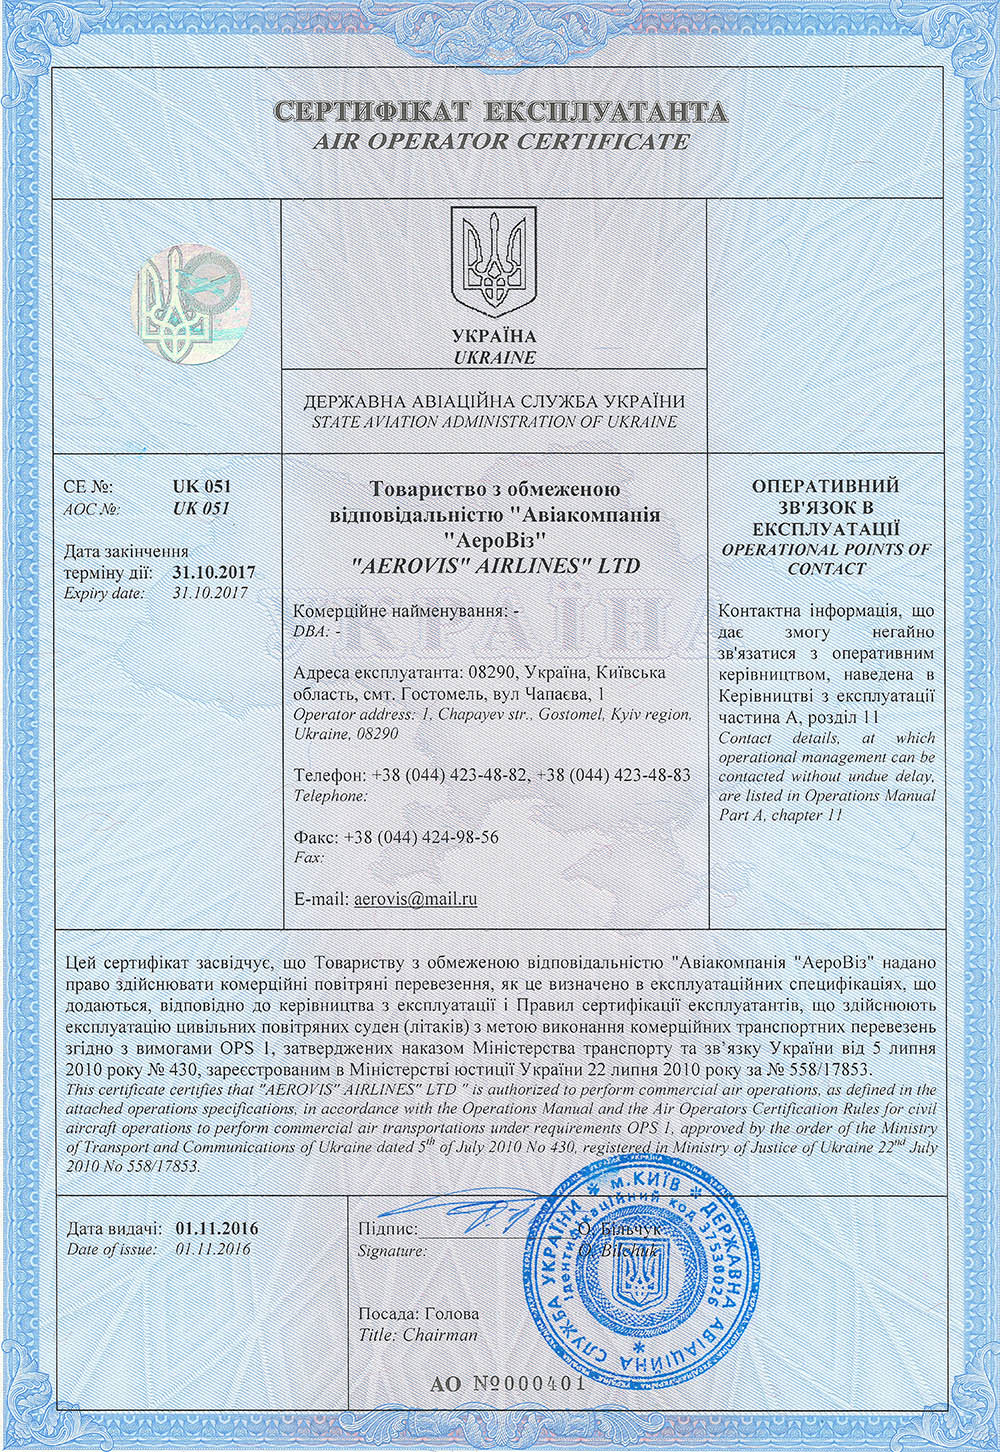 СЕРТИФІКАТ ЕКСПЛУАТАНТА
AIR OPERATOR CERTIFICATE
УКРАЇНА
UKRAINE
ДЕРЖАВНА АВІАЦІЙНА СЛУЖБА УКРАЇНИ
STATE AVIATION ADMINISTRATION OF UKRAINE
СЕ №: UK 051
AOC №: UK 051
Дата закінчення
терміну дії: 31.10.2017
Expiry date: 31.10.2017
Товариство з обмеженою
відповідальністю "Авіакомпанія
"АероВіз"
"AEROVIS" AIRLINES" LTD
Комерційне найменування: -
DBA: -
Адреса експлуатанта: 08290, Україна, Київська
область, смт. Гостомель, вул Чапаєва, 1
Operator address: 1, Chapayev str., Gostomel, Kyiv region,
Ukraine, 08290
Телефон: +38 (044) 423-48-82, +38 (044) 423-48-83
Telephone:
Факс: +38 (044) 424-98-56
Fax:
E-mail: aerovis@mail.ru
ОПЕРАТИВНИЙ
ЗВ'ЯЗОК В
ЕКСПЛУАТАЦІЇ
OPERATIONAL POINTS OF
CONTACT
Контактна інформація, що
дає змогу негайно
зв'язатися з оперативним
керівництвом, наведена в
Керівництві з експлуатації
частина А, розділ 11
Contact details, at which
operational management can be
contacted without undue delay,
are listed in Operations Manual
Part A, chapter 11
УКРАЇНА
Цей сертифікат засвідчує, що Товариству з обмеженою відповідальністю "Авіакомпанія "АероВіз" надано
право здійснювати комерційні повітряні перевезення, як це визначено в експлуатаційних специфікаціях, що
додаються, відповідно до керівництва з експлуатації і Правил сертифікації експлуатантів, що здійснюють
експлуатацію цивільних повітряних суден (літаків) з метою виконання комерційних транспортних перевезень
згідно з вимогами OPS 1, затверджених наказом Міністерства транспорту та зв’язку України від 5 липня
2010 року № 430, зареєстрованим в Міністерстві юстиції України 22 липня 2010 року за № 558/17853.
This certificate certifies that "AEROVIS" AIRLINES" LTD " is authorized to perform commercial air operations, as defined in the
attached operations specifications, in accordance with the Operations Manual and the Air Operators Certification Rules for civil
aircraft operations to perform commercial air transportations under requirements OPS 1, approved by the order of the Ministry
of Transport and Communications of Ukraine dated 5th of July 2010 No 430, registered in Ministry of Justice of Ukraine 22nd July
2010 No 558/17853.
Дата видачі: 01.11.2016
Date of issue: 01.11.2016
Підпис: О. Більчук
Signature: O. Bilchuk
Посада: Голова
Title: Chairman
АО №000401
* м.КИЇВ * ДЕРЖАВНА АВІАЦІЙНА СЛУЖБА УКРАЇНИ
Ідентифікаційний код 37538026 *